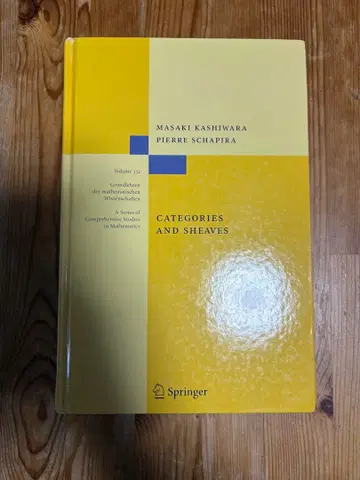 MASAKI KASHIWARA
PIERRE SCHAPIRA
Volume 332
Grundlehren
der mathematischen
Wissenschaften
A Series of
Comprehensive Studies
in Mathematics
CATEGORIES
AND SHEAVES
Springer